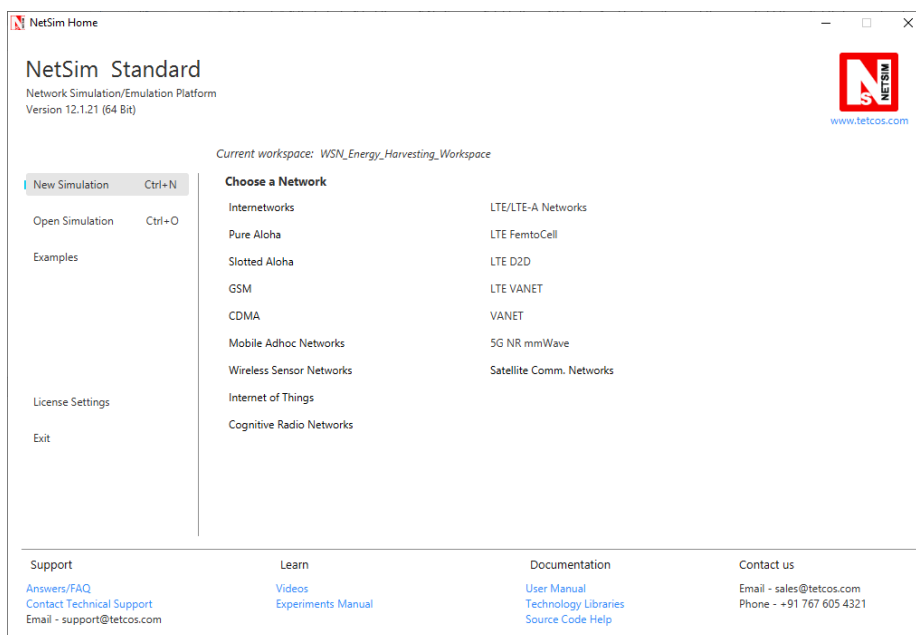 NetSim Home
NetSim Standard
Network Simulation/Emulation Platform
Version 12.1.21 (64 Bit)
NETSIM
N
S
www.tetcos.com
Current workspace: WSN_Energy_Harvesting_Workspace
New Simulation Ctrl+N
Open Simulation Ctrl+O
Examples
License Settings
Exit
Choose a Network
Internetworks
Pure Aloha
Slotted Aloha
GSM
CDMA
Mobile Adhoc Networks
Wireless Sensor Networks
Internet of Things
Cognitive Radio Networks
LTE/LTE-A Networks
LTE FemtoCell
LTE D2D
LTE VANET
VANET
5G NR mmWave
Satellite Comm. Networks
Support
Answers/FAQ
Contact Technical Support
Email - support@tetcos.com
Learn
Videos
Experiments Manual
Documentation
User Manual
Technology Libraries
Source Code Help
Contact us
Email - sales@tetcos.com
Phone - +91 767 605 4321